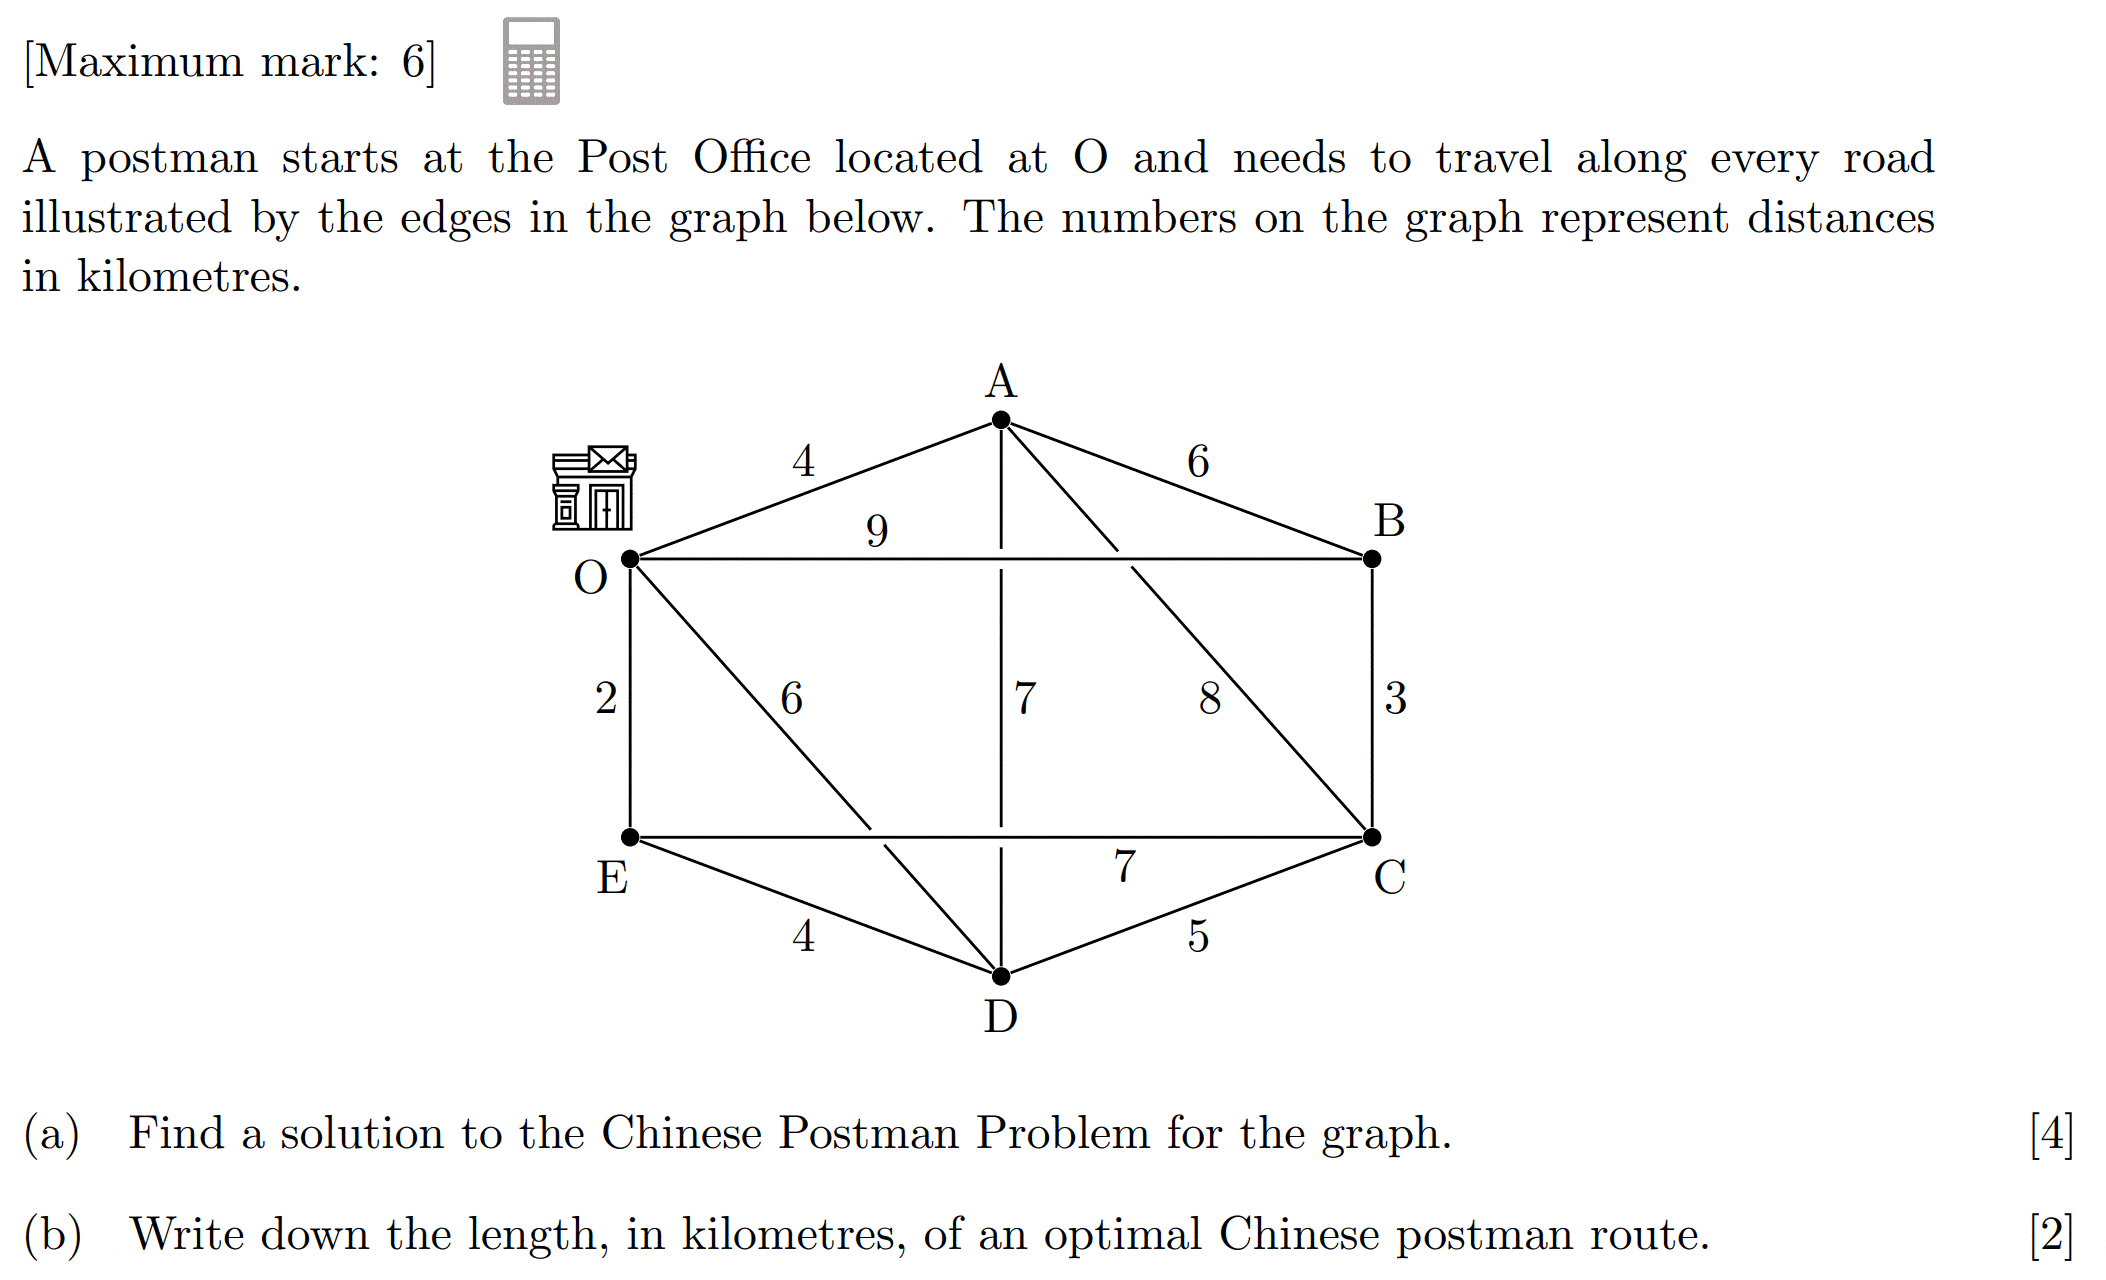 [Maximum mark: 6]
A postman starts at the Post Office located at O and needs to travel along every road
illustrated by the edges in the graph below. The numbers on the graph represent distances
in kilometres.
A
4
6
B
9
O
2
6
7
8
3
E
7
C
4
5
D
(a) Find a solution to the Chinese Postman Problem for the graph. [4]
(b) Write down the length, in kilometres, of an optimal Chinese postman route. [2]